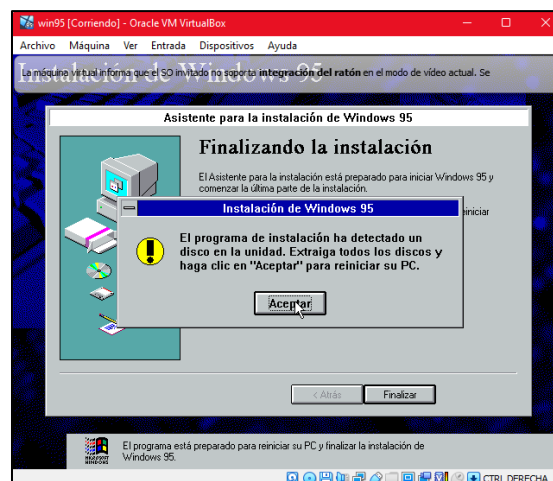 win95 [Corriendo] - Oracle VM VirtualBox
Archivo Máquina Ver Entrada Dispositivos Ayuda
La máquina virtual informa que el SO invitado no soporta integración del ratón en el modo de vídeo actual. Se
Instalación de Windows 95
Asistente para la instalación de Windows 95
Finalizando la instalación
El Asistente para la instalación está preparado para iniciar Windows 95 y
comenzar la última parte de la instalación.
einiciar
Instalación de Windows 95
El programa de instalación ha detectado un
disco en la unidad. Extraiga todos los discos y
haga clic en "Aceptar" para reiniciar su PC.
Aceptar
< Atrás Finalizar
El programa está preparado para reiniciar su PC y finalizar la instalación de
Windows 95.
MICROSOFT
WINDOWS
CTRL DERECHA